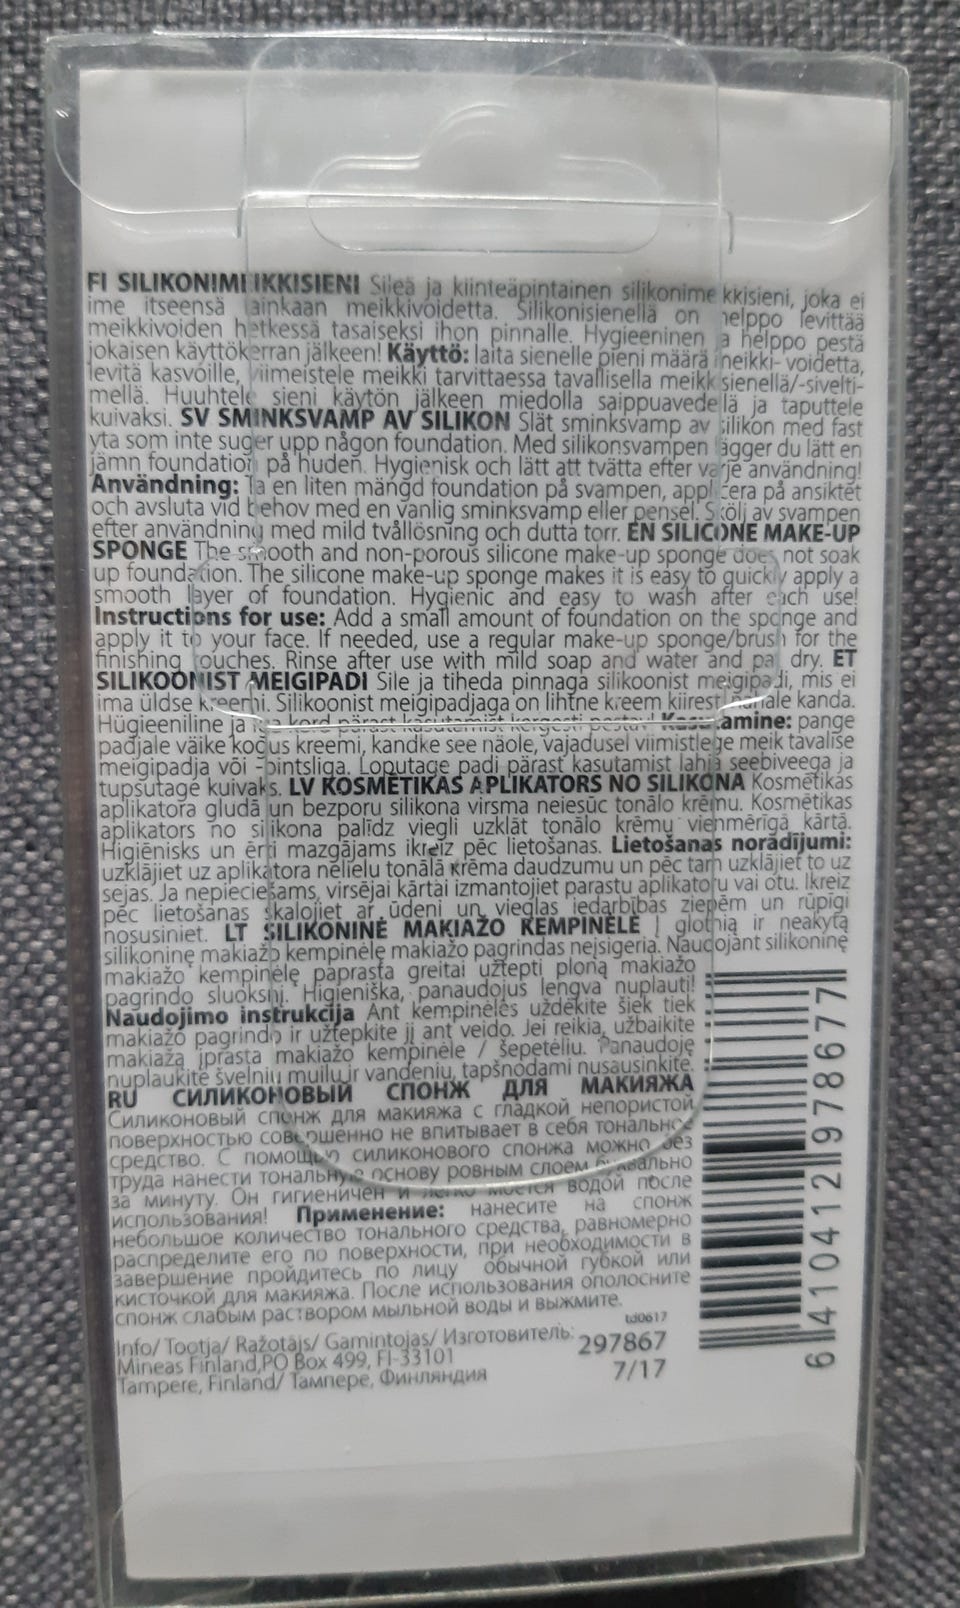 FI SILIKONIMEIKKISIENI Sileä ja kiinteäpintainen silikonimeikkisieni, joka ei
ime itseensä lainkaan meikkivoidetta. Silikonisienellä on helppo levittää
meikkivoiden hetkessä tasaiseksi ihon pinnalle. Hygieeninen ja helppo pestä
jokaisen käyttökerran jälkeen! Käyttö: laita sienelle pieni määrä meikki- voidetta,
levitä kasvoille, viimeistele meikki tarvittaessa tavallisella meikkisienellä/-sivelti-
mellä. Huuhtele sieni käytön jälkeen miedolla saippuavedellä ja taputtele
kuivaksi. SV SMINKSVAMP AV SILIKON Slät sminksvamp av silikon med fast
yta som inte suger upp någon foundation. Med silikonsvampen lägger du lätt en
jämn foundation på huden. Hygienisk och lätt att tvätta efter varje användning!
Användning: Ta en liten mängd foundation på svampen, applicera på ansiktet
och avsluta vid behov med en vanlig sminksvamp eller pensel. Skölj av svampen
efter användning med mild tvållösning och dutta torr. EN SILICONE MAKE-UP
SPONGE The smooth and non-porous silicone make-up sponge does not soak
up foundation. The silicone make-up sponge makes it is easy to quickly apply a
smooth layer of foundation. Hygienic and easy to wash after each use!
Instructions for use: Add a small amount of foundation on the sponge and
apply it to your face. If needed, use a regular make-up sponge/brush for the
finishing touches. Rinse after use with mild soap and water and pat dry. ET
SILIKOONIST MEIGIPADI Sile ja tiheda pinnaga silikoonist meigipadi, mis ei
ima üldse kreemi. Silikoonist meigipadjaga on lihtne kreem kiiresti nahale kanda.
Hügieeniline ja iga kord pärast kasutamist kergesti pestav! Kasutamine: pange
padjale väike kogus kreemi, kandke see näole, vajadusel viimistlege meik tavalise
meigipadja või -pintsliga. Loputage padi pärast kasutamist lahja seebiveega ja
tupsutage kuivaks. LV KOSMĒTIKAS APLIKATORS NO SILIKONA Kosmētikas
aplikatora gludā un bezporu silikona virsma neiesūc tonālo krēmu. Kosmētikas
aplikators no silikona palīdz viegli uzklāt tonālo krēmu vienmērīgā kārtā.
Higiēnisks un ērti mazgājams ikreiz pēc lietošanas. Lietošanas norādījumi:
uzklājiet uz aplikatora nelielu tonālā krēma daudzumu un pēc tam uzklājiet to uz
sejas. Ja nepieciešams, virsējai kārtai izmantojiet parastu aplikatoru vai otu. Ikreiz
pēc lietošanas skalojiet ar ūdeni un vieglas iedarbības ziepēm un rūpīgi
nosusiniet. LT SILIKONINĖ MAKIAŽO KEMPINĖLĖ Į glotnią ir neakytą
silikoninę makiažo kempinėlę makiažo pagrindas neįsigeria. Naudojant silikoninę
makiažo kempinėlę paprasta greitai užtepti ploną makiažo
pagrindo sluoksnį. Higieniška, panaudojus lengva nuplauti!
Naudojimo instrukcija Ant kempinėlės uždėkite šiek tiek
makiažo pagrindo ir užtepkite jį ant veido. Jei reikia, užbaikite
makiažą įprasta makiažo kempinėle / šepetėliu. Panaudoję
nuplaukite švelniu muilu ir vandeniu, tapšnodami nusausinkite.
RU СИЛИКОНОВЫЙ СПОНЖ ДЛЯ МАКИЯЖА
Силиконовый спонж для макияжа с гладкой непористой
поверхностью совершенно не впитывает в себя тональное
средство. С помощью силиконового спонжа можно без
труда нанести тональную основу ровным слоем буквально
за минуту. Он гигиеничен и легко моется водой после
использования! Применение: нанесите на спонж
небольшое количество тонального средства, равномерно
распределите его по поверхности, при необходимости в
завершение пройдитесь по лицу обычной губкой или
кисточкой для макияжа. После использования ополосните
спонж слабым раствором мыльной воды и выжмите.
L30617
Info/ Tootja/ Ražotājs/ Gamintojas/ Изготовитель:
Mineas Finland,PO Box 499, FI-33101
Tampere, Finland/ Тампере, Финляндия
297867
7/17
6 410412 978677